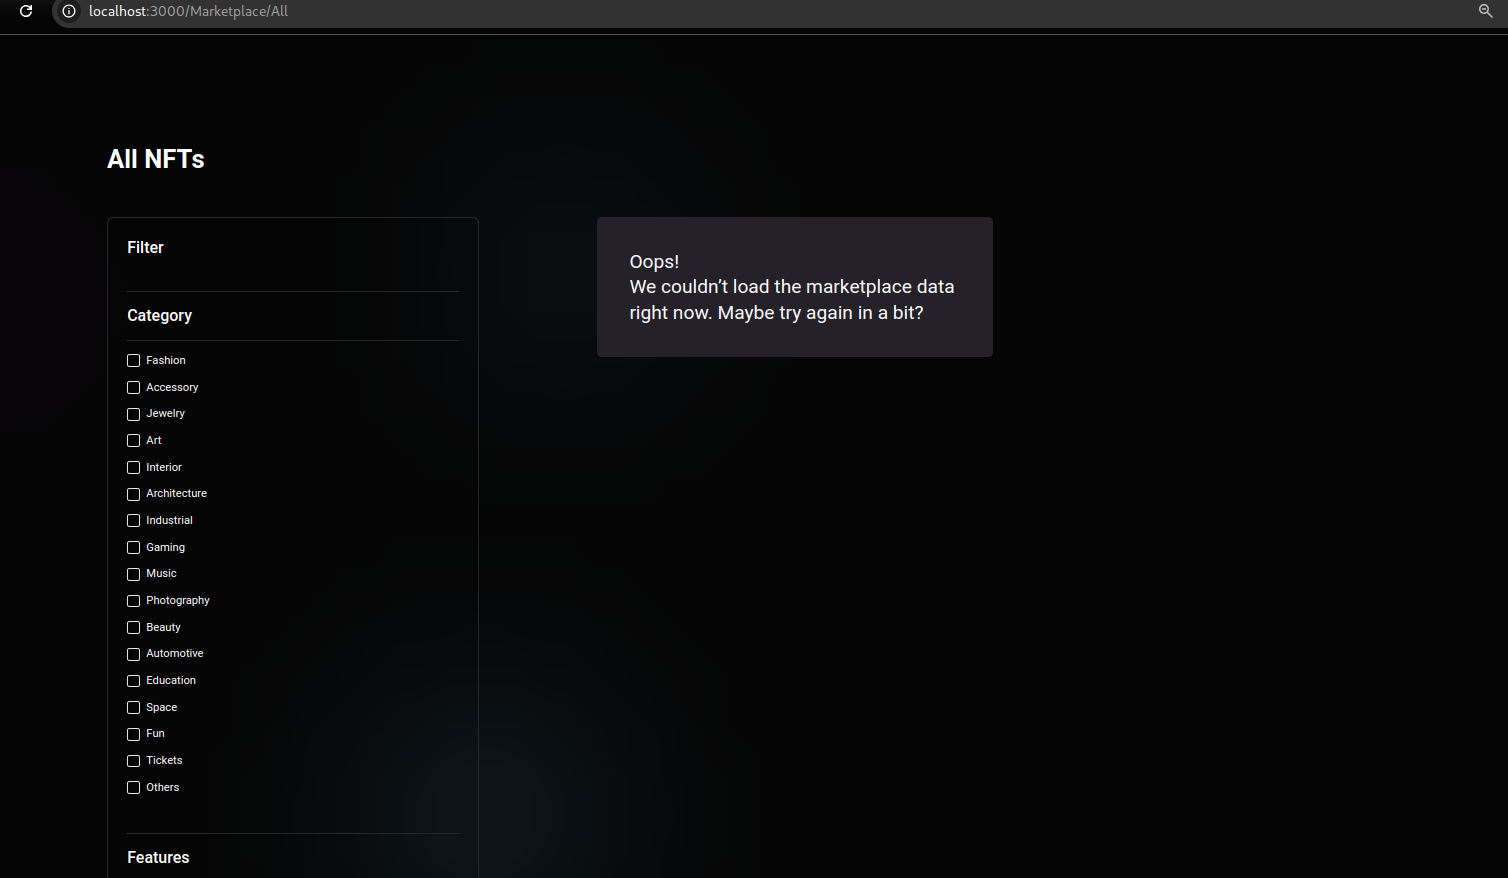 localhost:3000/Marketplace/All
All NFTs
Filter
Category
Fashion
Accessory
Jewelry
Art
Interior
Architecture
Industrial
Gaming
Music
Photography
Beauty
Automotive
Education
Space
Fun
Tickets
Others
Features
Oops!
We couldn’t load the marketplace data
right now. Maybe try again in a bit?